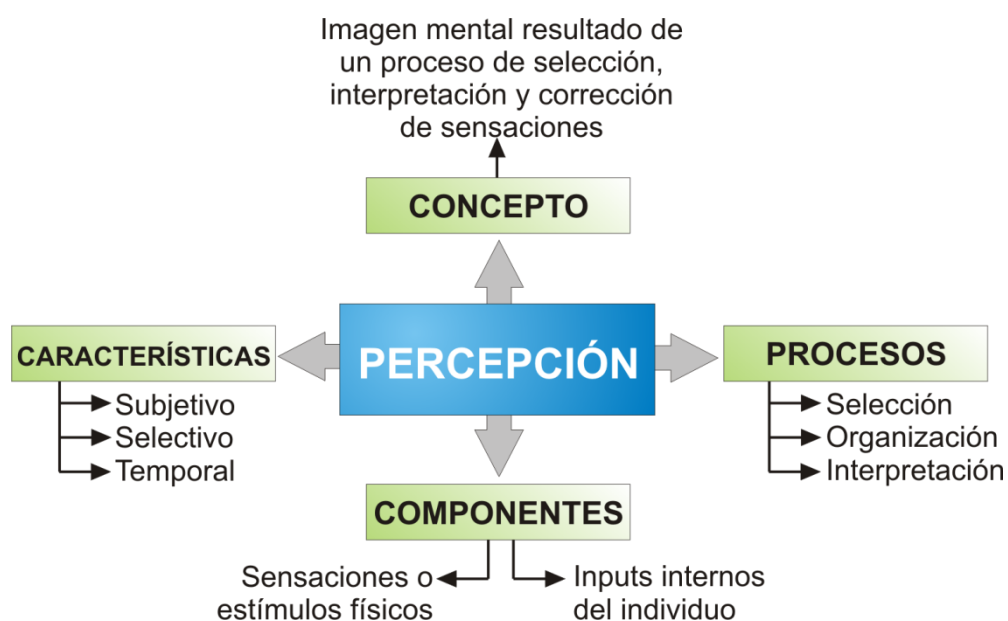 Imagen mental resultado de
un proceso de selección,
interpretación y corrección
de sensaciones
CONCEPTO
PERCEPCIÓN
CARACTERÍSTICAS
Subjetivo
Selectivo
Temporal
PROCESOS
Selección
Organización
Interpretación
COMPONENTES
Sensaciones o
estímulos físicos
Inputs internos
del individuo